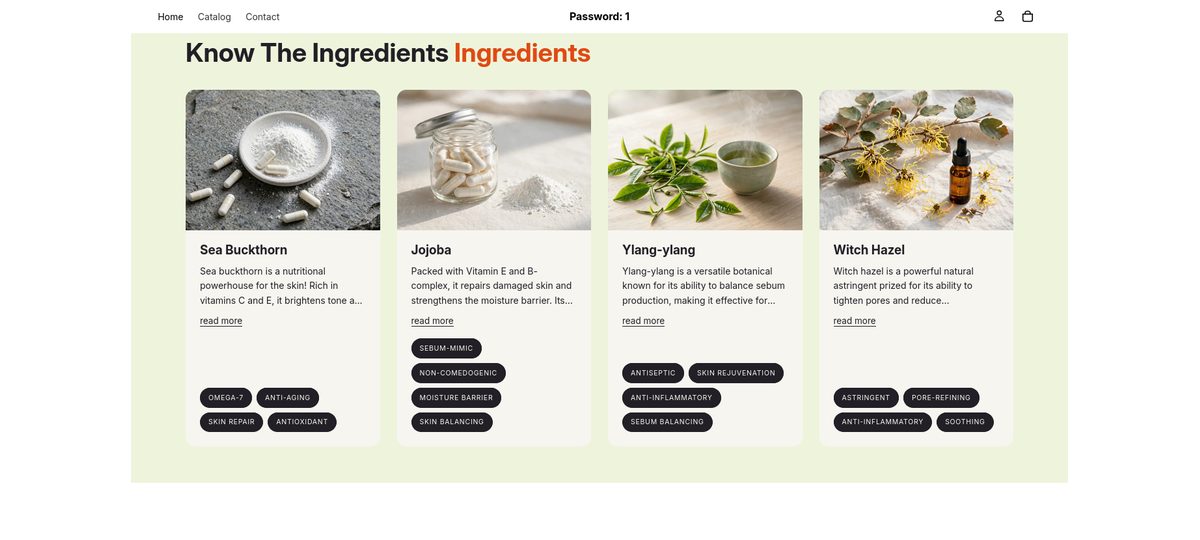 Home Catalog Contact Password: 1
Know The Ingredients Ingredients
Sea Buckthorn
Sea buckthorn is a nutritional
powerhouse for the skin! Rich in
vitamins C and E, it brightens tone a...
read more
OMEGA-7 ANTI-AGING
SKIN REPAIR ANTIOXIDANT
Jojoba
Packed with Vitamin E and B-
complex, it repairs damaged skin and
strengthens the moisture barrier. Its...
read more
SEBUM-MIMIC
NON-COMEDOGENIC
MOISTURE BARRIER
SKIN BALANCING
Ylang-ylang
Ylang-ylang is a versatile botanical
known for its ability to balance sebum
production, making it effective for...
read more
ANTISEPTIC SKIN REJUVENATION
ANTI-INFLAMMATORY
SEBUM BALANCING
Witch Hazel
Witch hazel is a powerful natural
astringent prized for its ability to
tighten pores and reduce...
read more
ASTRINGENT PORE-REFINING
ANTI-INFLAMMATORY SOOTHING